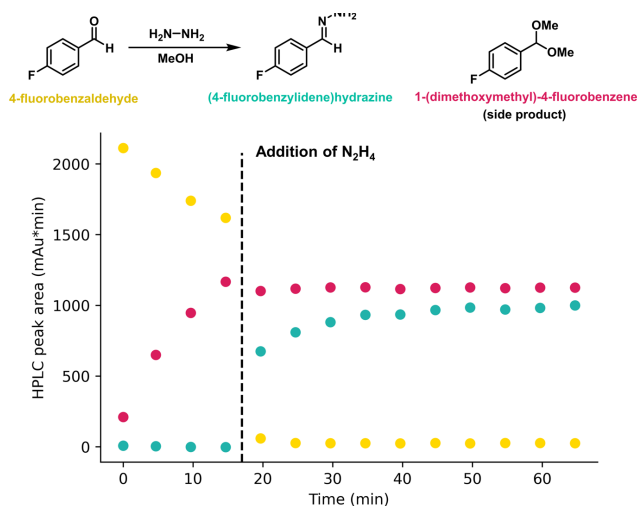 H₂N–NH₂
MeOH
O
H
F
N
H
F
OMe
OMe
F
4-fluorobenzaldehyde
(4-fluorobenzylidene)hydrazine
1-(dimethoxymethyl)-4-fluorobenzene
(side product)
Addition of N₂H₄
HPLC peak area (mAu*min)
2000
1500
1000
500
0
0 10 20 30 40 50 60
Time (min)